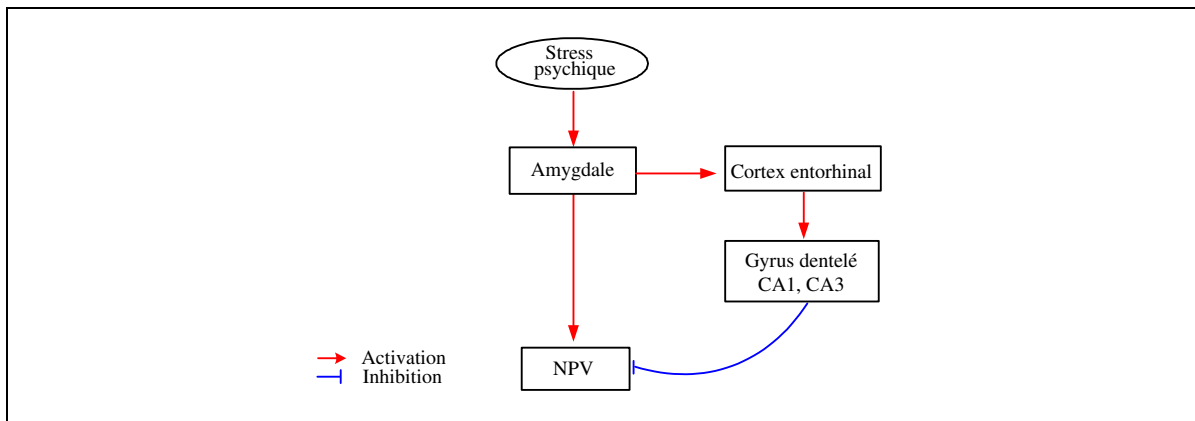 Stress
psychique
Amygdale
Cortex entorhinal
Gyrus dentelé
CA1, CA3
NPV
Activation
Inhibition